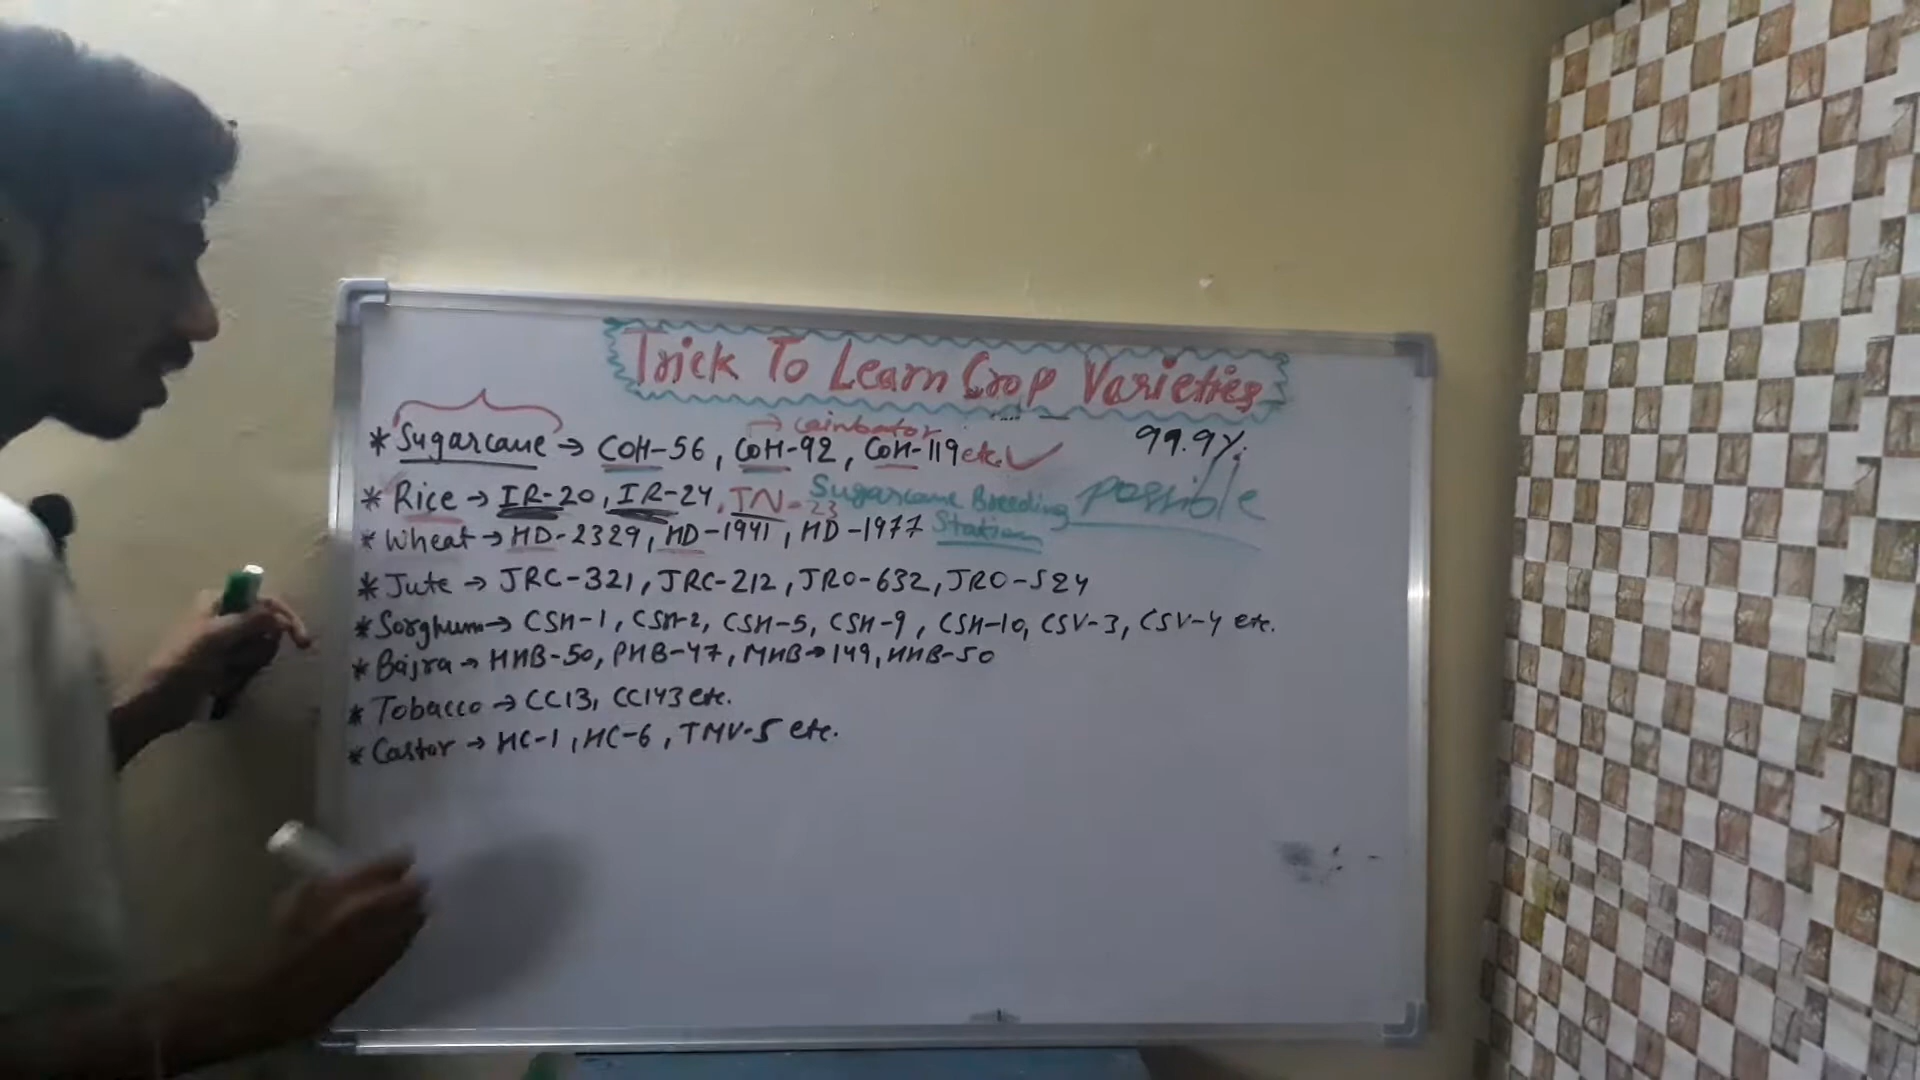 Trick To Learn Crop Varieties
→ Coinbator
* Sugarcane → COH-56, COH-92, COH-119 etc. ✓
99.9%
* Rice → IR-20, IR-24, TN-23
Sugarcane Breeding Station
possible
* Wheat → HD-2329, HD-1941, HD-1977
* Jute → JRC-321, JRC-212, JRO-632, JRO-524
* Sorghum → CSH-1, CSH-2, CSH-5, CSH-9, CSH-10, CSV-3, CSV-4 etc.
* Bajra → HHB-50, PHB-47, MHB→149, HHB-50
* Tobacco → CC13, CC143 etc.
* Castor → HC-1, HC-6, TMV-5 etc.